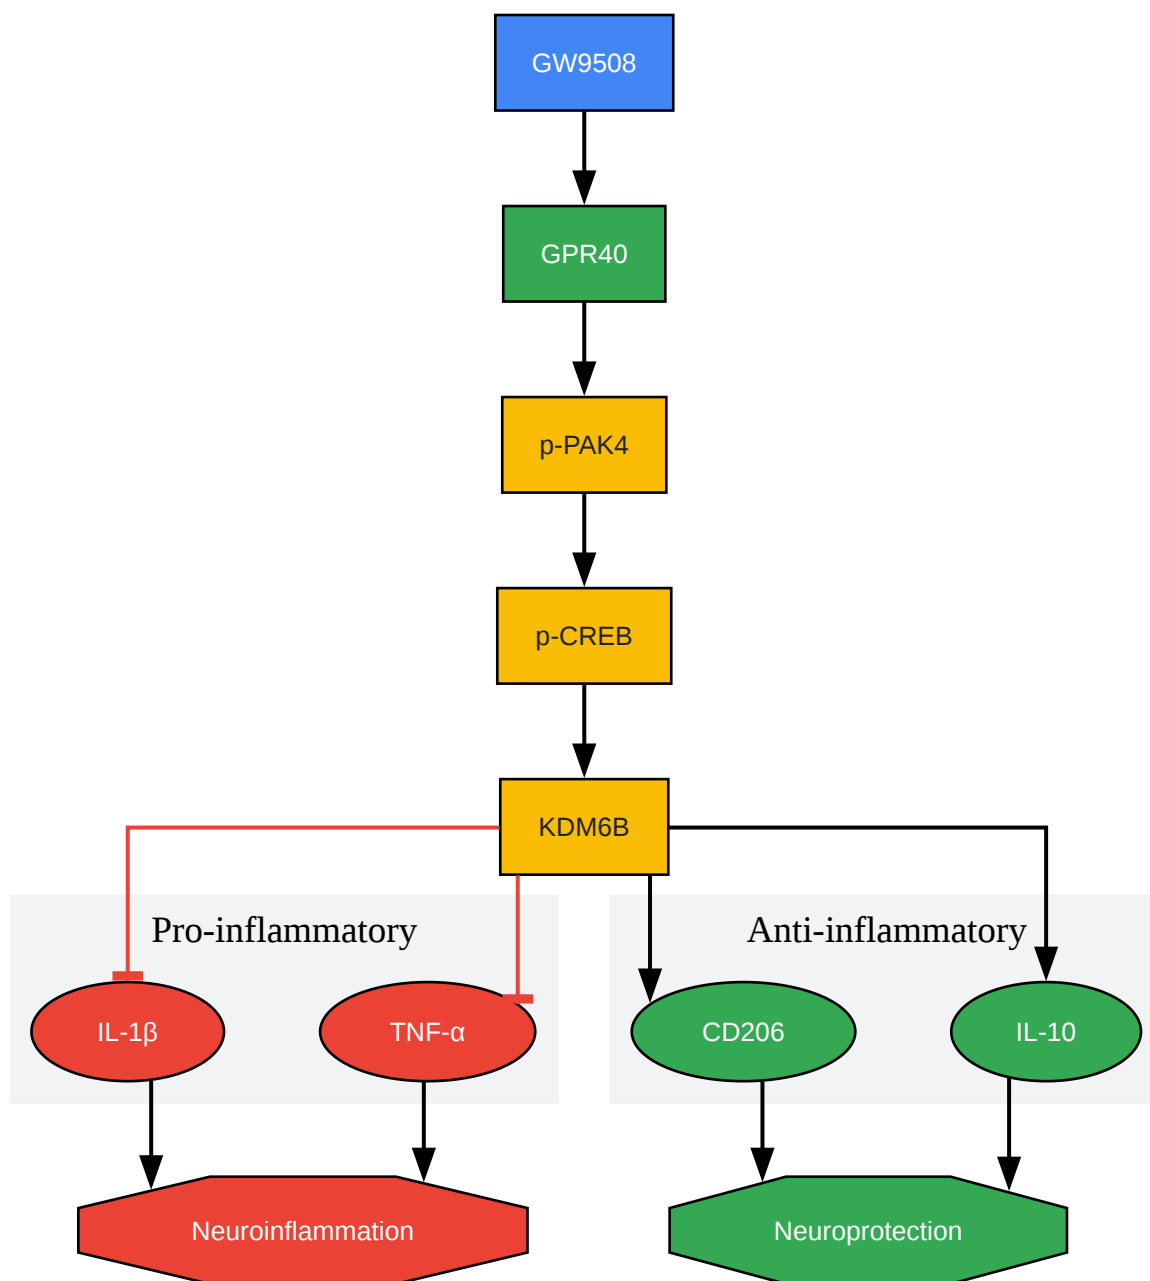 GW9508
GPR40
p-PAK4
p-CREB
KDM6B
Pro-inflammatory
Anti-inflammatory
IL-1β
TNF-α
CD206
IL-10
Neuroinflammation
Neuroprotection